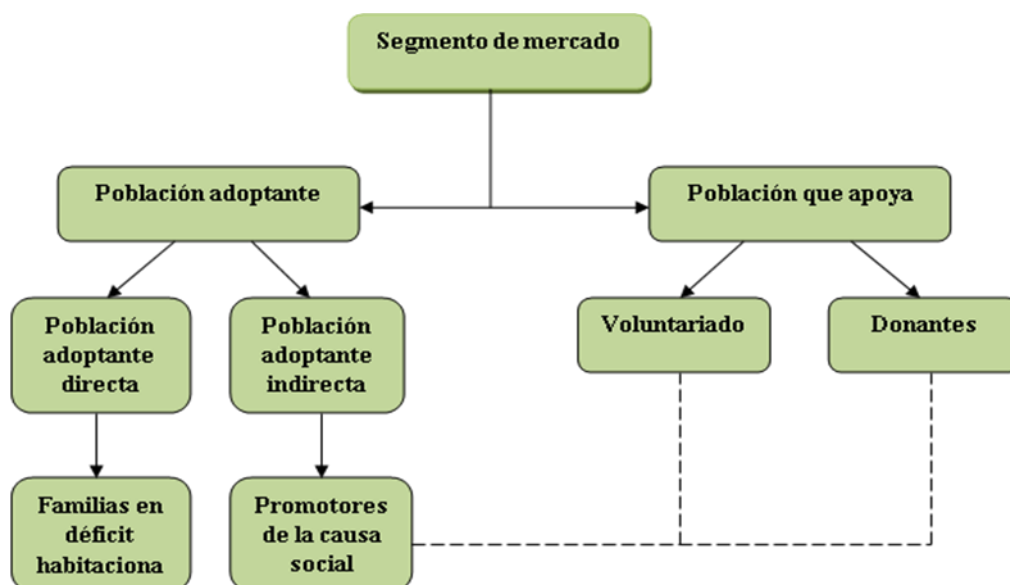 Segmento de mercado
Población adoptante
Población que apoya
Población
adoptante
directa
Población
adoptante
indirecta
Voluntariado
Donantes
Familias en
déficit
habitaciona
Promotores
de la causa
social